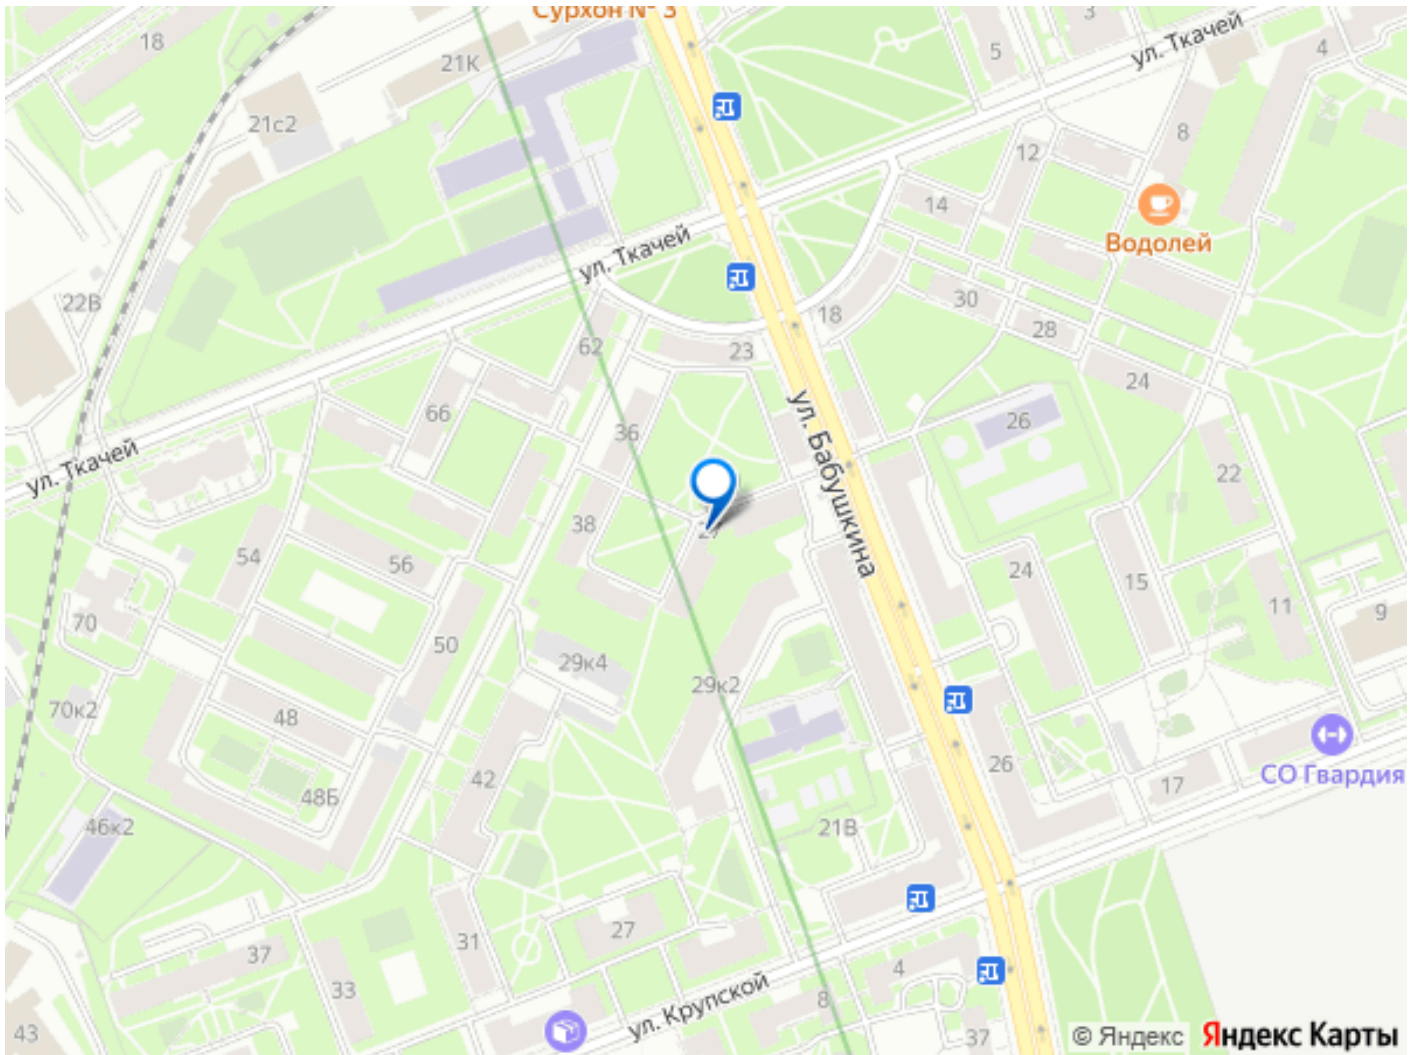 Сурхон № 3
18
21К
5
3
ул. Ткачей
4
21с2
8
12
14
Водолей
ул. Ткачей
22В
30
18
28
62
23
24
66
36
26
ул. Бабушкина
ул. Ткачей
22
38
27
54
56
24
15
11
9
70
50
29к4
29к2
70к2
48
42
26
17
СО Гвардия
48Б
46к2
21В
27
31
37
33
4
8
ул. Крупской
43
37
© Яндекс
Яндекс Карты